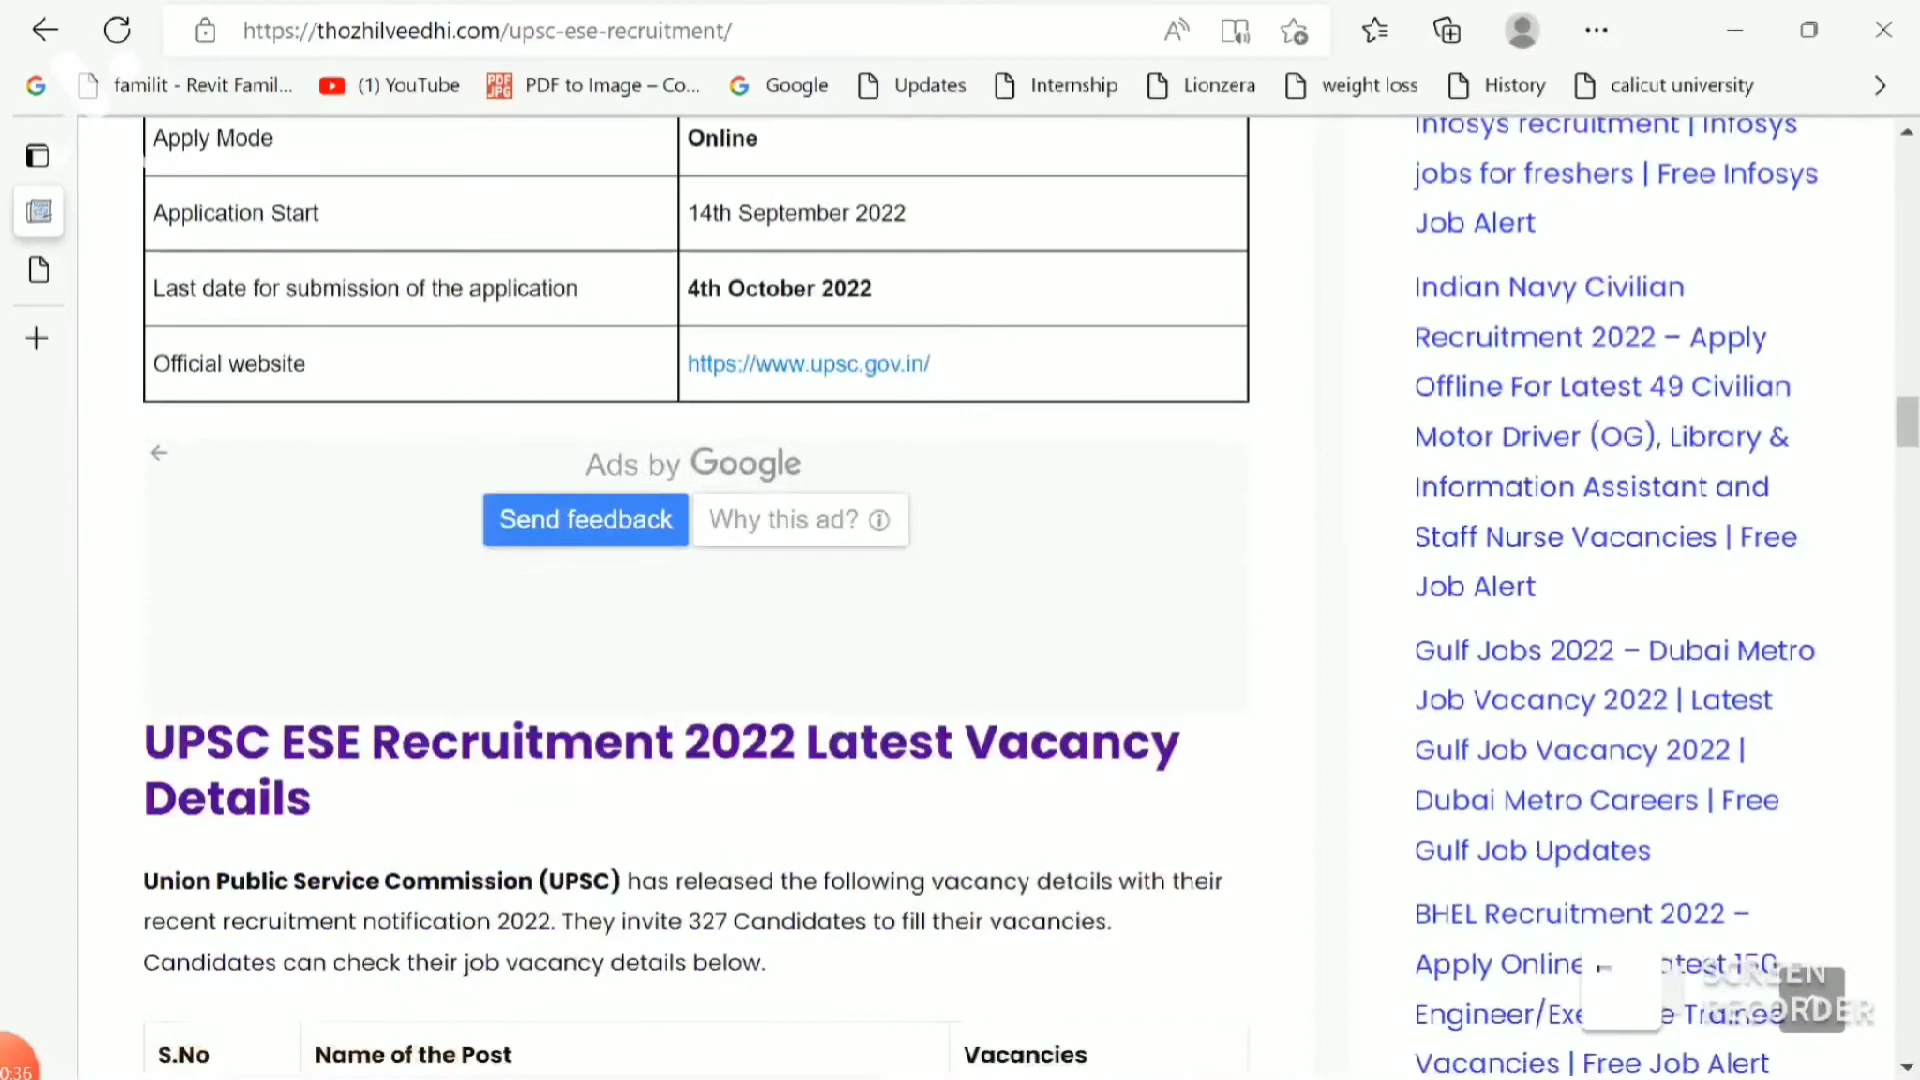 https://thozhilveedhi.com/upsc-ese-recruitment/
familit - Revit Famil...
(1) YouTube
PDF to Image – Co...
Google
Updates
Internship
Lionzera
weight loss
History
calicut university
Apply Mode
Online
Application Start
14th September 2022
Last date for submission of the application
4th October 2022
Official website
https://www.upsc.gov.in/
Ads by Google
Send feedback
Why this ad?
UPSC ESE Recruitment 2022 Latest Vacancy
Details
Union Public Service Commission (UPSC) has released the following vacancy details with their
recent recruitment notification 2022. They invite 327 Candidates to fill their vacancies.
Candidates can check their job vacancy details below.
S.No
Name of the Post
Vacancies
Infosys recruitment | Infosys
jobs for freshers | Free Infosys
Job Alert
Indian Navy Civilian
Recruitment 2022 – Apply
Offline For Latest 49 Civilian
Motor Driver (OG), Library &
Information Assistant and
Staff Nurse Vacancies | Free
Job Alert
Gulf Jobs 2022 – Dubai Metro
Job Vacancy 2022 | Latest
Gulf Job Vacancy 2022 |
Dubai Metro Careers | Free
Gulf Job Updates
BHEL Recruitment 2022 –
Apply Online
Vacancies | Free Job Alert
SCREEN
RECORDER
0:36